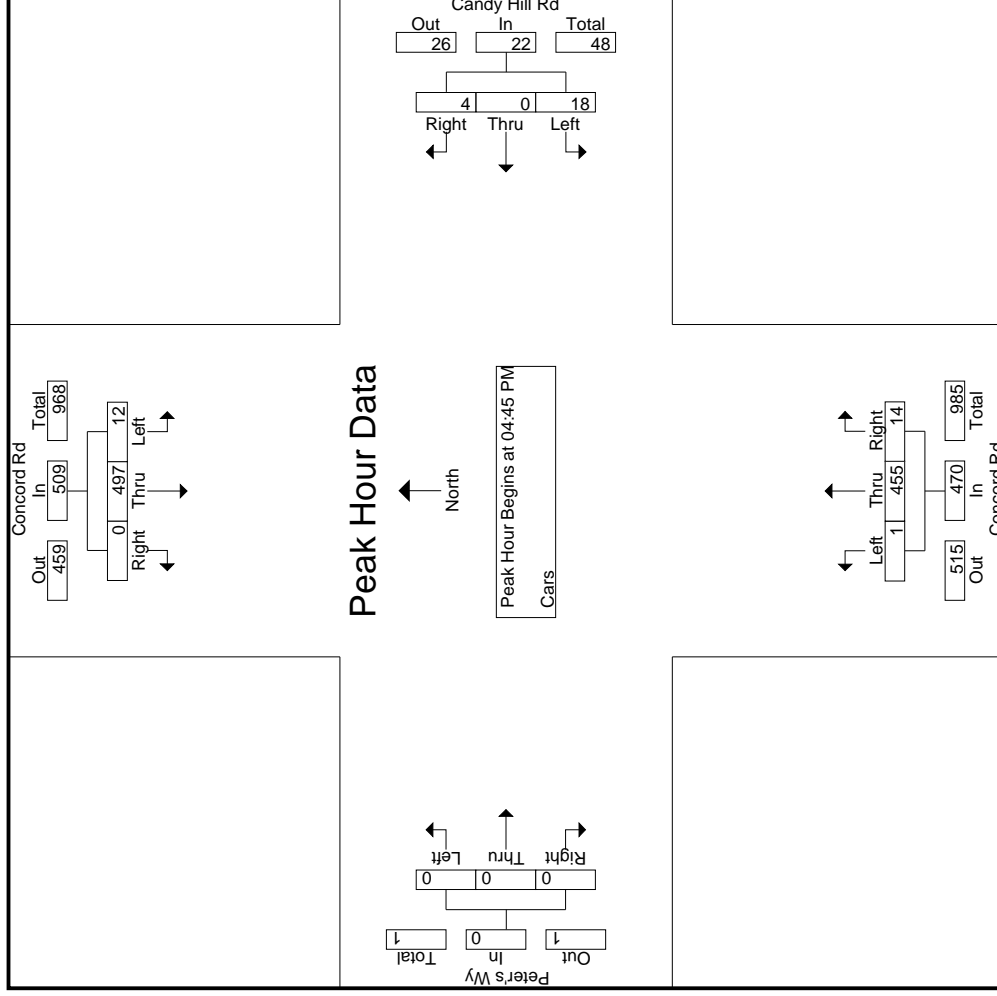 Candy Hill Rd
Out In Total
26 22 48
4 0 18
Right Thru Left
Concord Rd
Out In Total
459 509 968
0 497 12
Right Thru Left
Peak Hour Data
North
Peak Hour Begins at 04:45 PM
Cars
Left Thru Right
1 455 14
515 470 985
Out In Total
Concord Rd
Left Thru Right
0 0 0
1 0 1
Total In Out
Peter's Wy